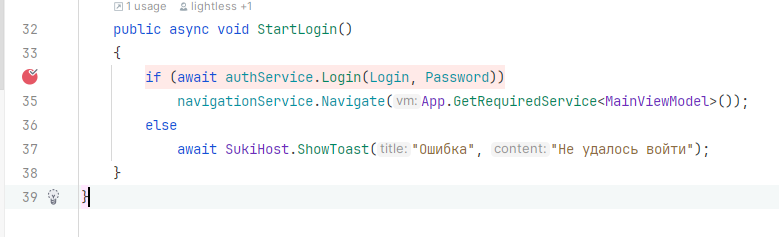 1 usage lightless +1
32 public async void StartLogin()
33 {
if (await authService.Login(Login, Password))
35 navigationService.Navigate(vm: App.GetRequiredService<MainViewModel>());
36 else
37 await SukiHost.ShowToast(title: "Ошибка", content: "Не удалось войти");
38 }
39 }